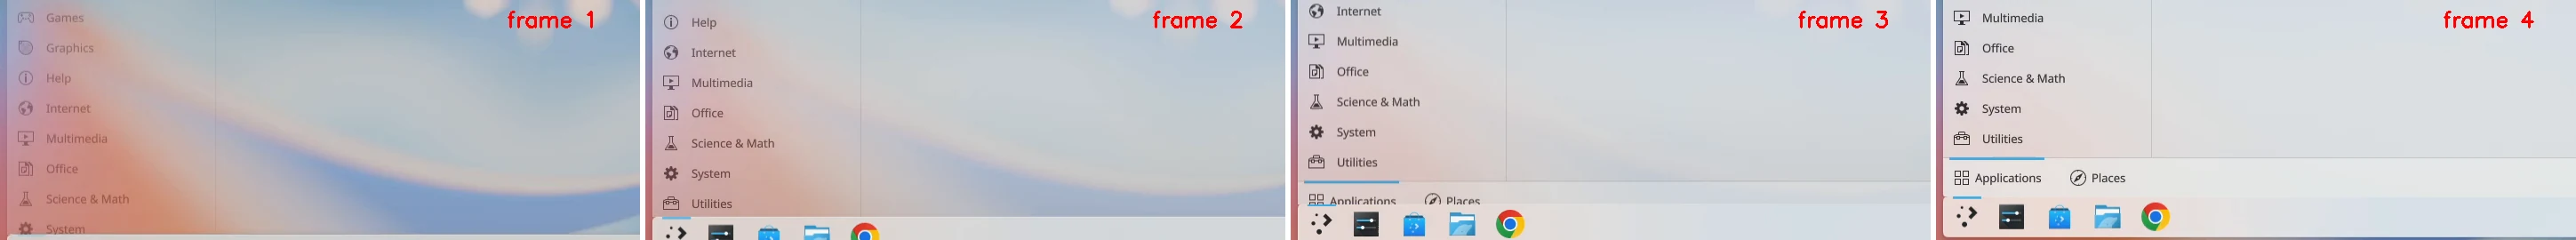 frame 1
Games
Graphics
Help
Internet
Multimedia
Office
Science & Math
System
frame 2
Help
Internet
Multimedia
Office
Science & Math
System
Utilities
frame 3
Internet
Multimedia
Office
Science & Math
System
Utilities
Applications
Places
frame 4
Multimedia
Office
Science & Math
System
Utilities
Applications
Places